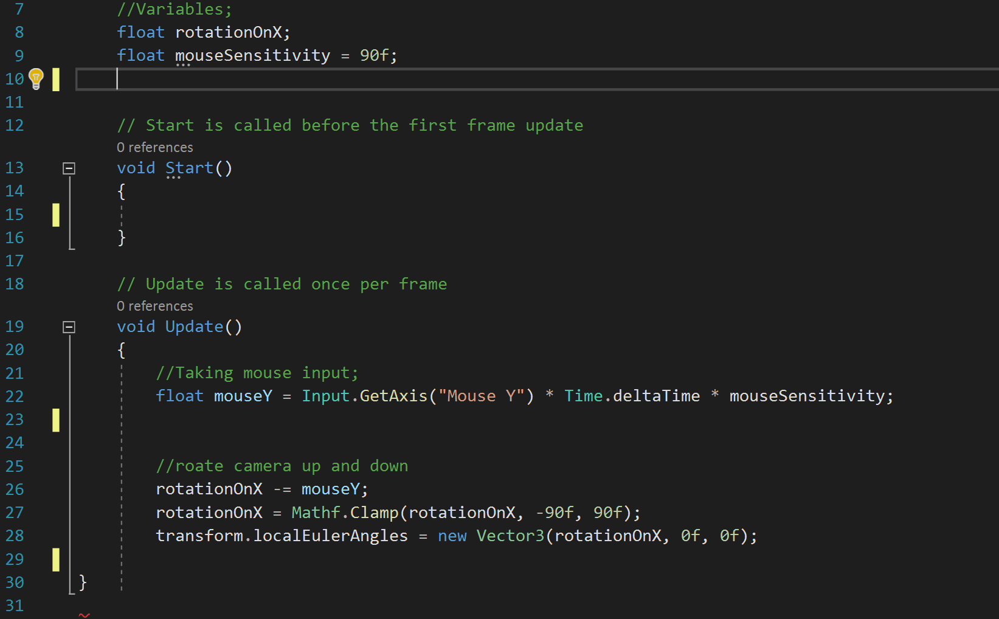 7 //Variables;
8 float rotationOnX;
9 float mouseSensitivity = 90f;
10
11
12 // Start is called before the first frame update
0 references
13 void Start()
14 {
15
16 }
17
18 // Update is called once per frame
0 references
19 void Update()
20 {
21 //Taking mouse input;
22 float mouseY = Input.GetAxis("Mouse Y") * Time.deltaTime * mouseSensitivity;
23
24
25 //roate camera up and down
26 rotationOnX -= mouseY;
27 rotationOnX = Mathf.Clamp(rotationOnX, -90f, 90f);
28 transform.localEulerAngles = new Vector3(rotationOnX, 0f, 0f);
29
30 }
31